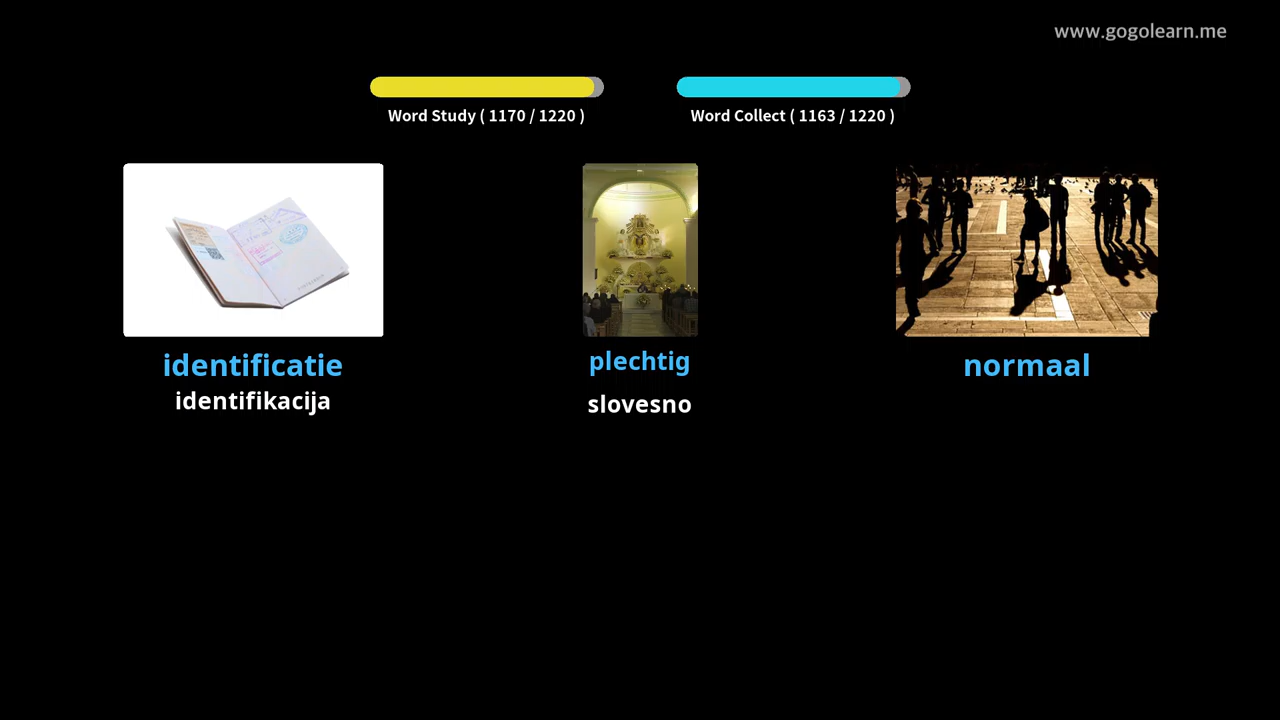 www.gogolearn.me
Word Study ( 1170 / 1220 )
Word Collect ( 1163 / 1220 )
identificatie
plechtig
normaal
identifikacija
slovesno